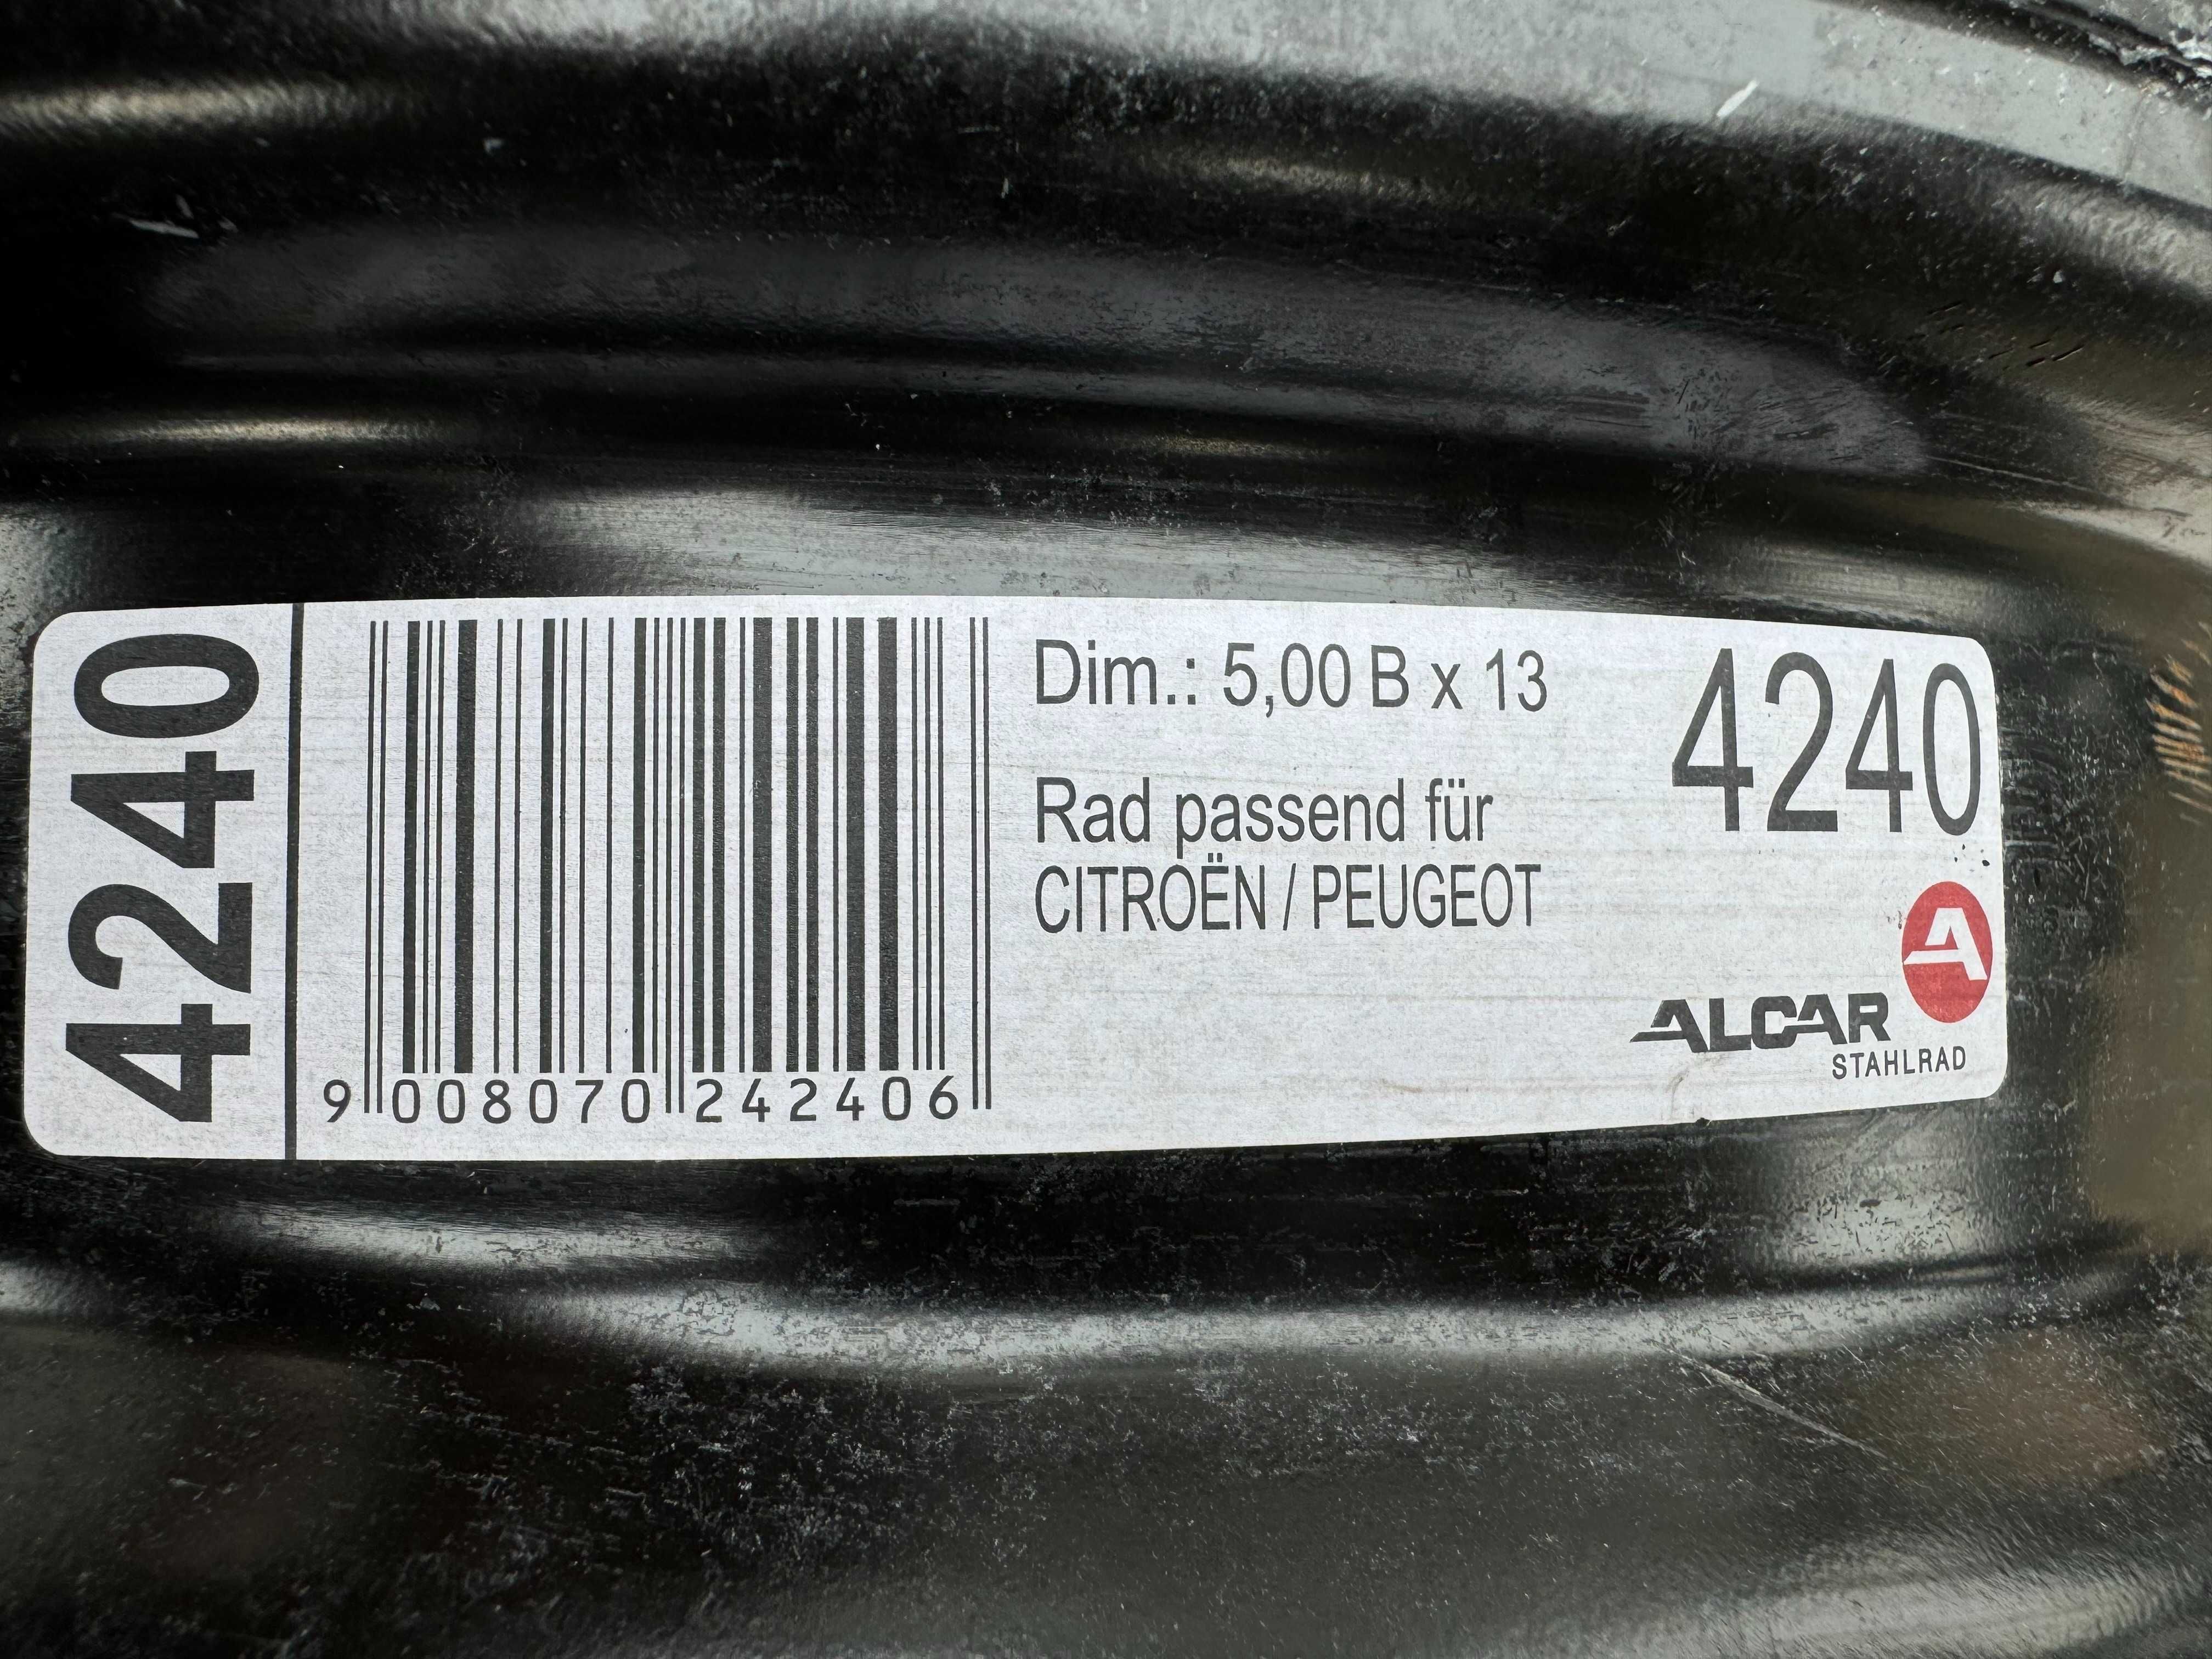 4240
9 008070 242406
Dim.: 5,00 B x 13
Rad passend für
CITROËN / PEUGEOT
4240
A
ALCAR
STAHLRAD